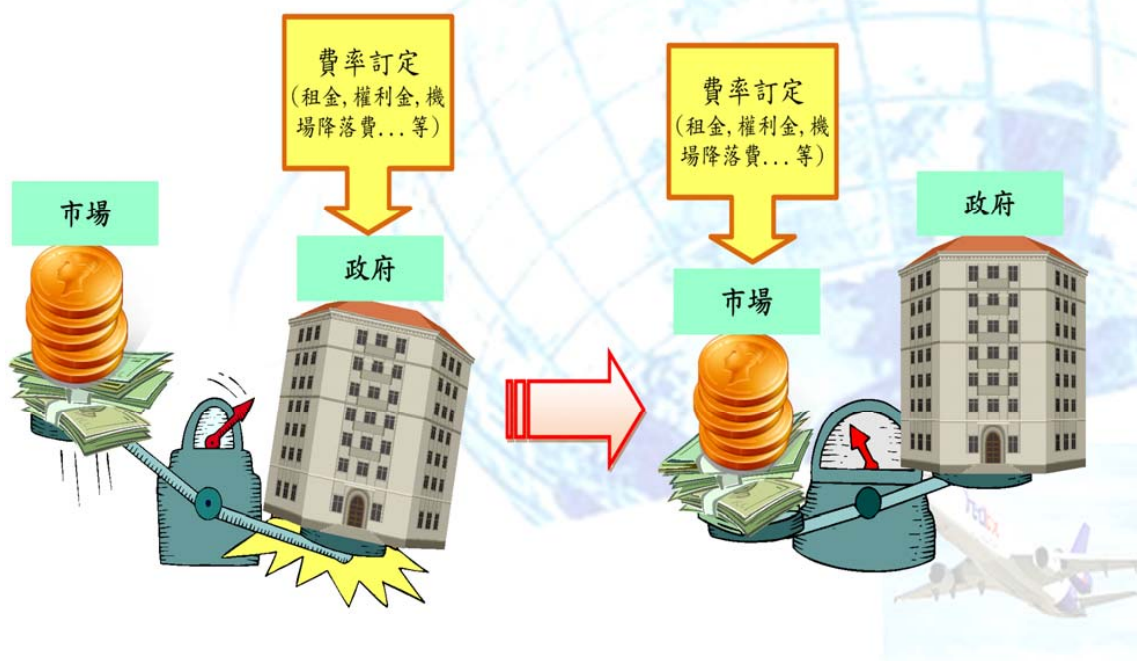 費率訂定
(租金,權利金,機
場降落費...等)
市場
政府
費率訂定
(租金,權利金,機
場降落費...等)
市場
政府